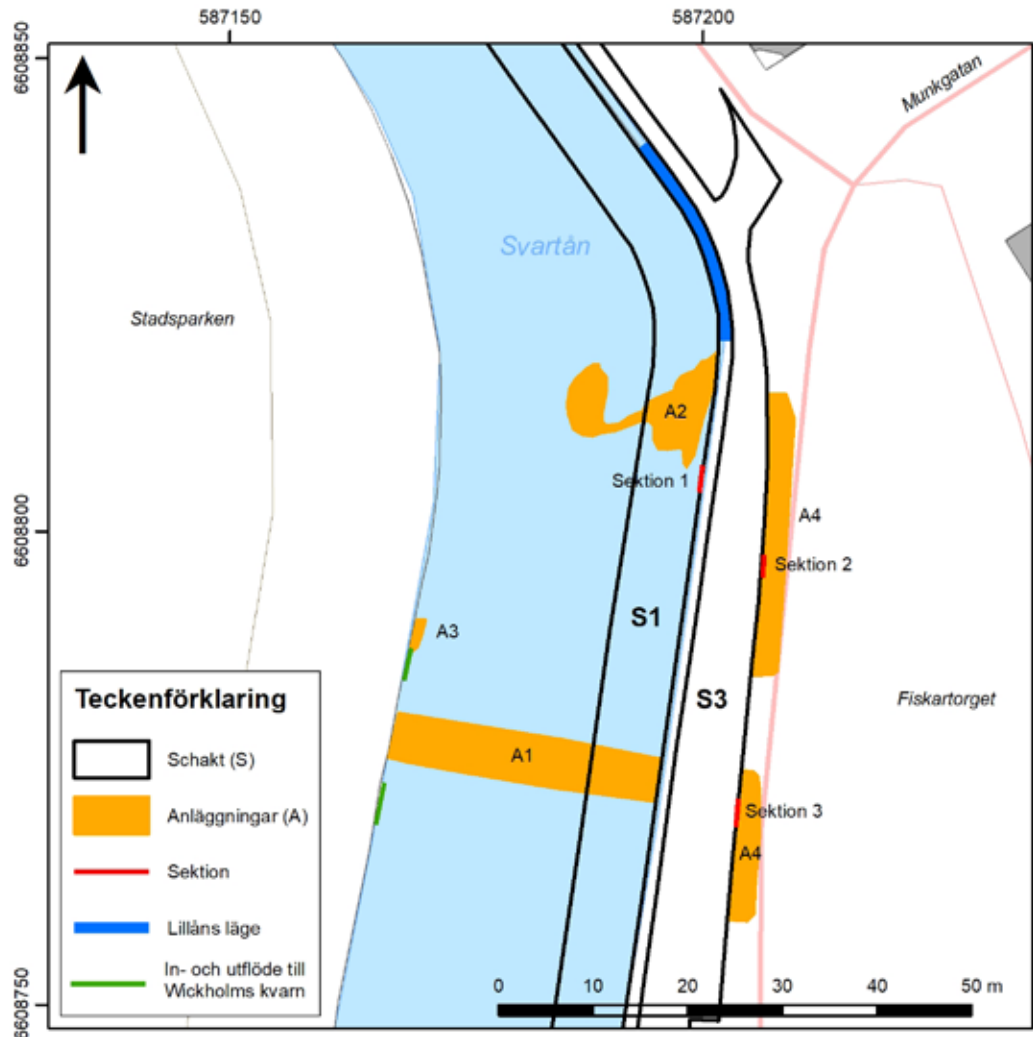 587150
587200
6608850
Munkgatan
Svartån
Stadsparken
A2
Sektion 1
A4
6608800
Sektion 2
S1
A3
S3
Teckenförklaring
Fiskartorget
Schakt (S)
A1
Anläggningar (A)
Sektion 3
A4
Sektion
Lillåns läge
In- och utflöde till
Wickholms kvarn
0 10 20 30 40 50 m
6608750